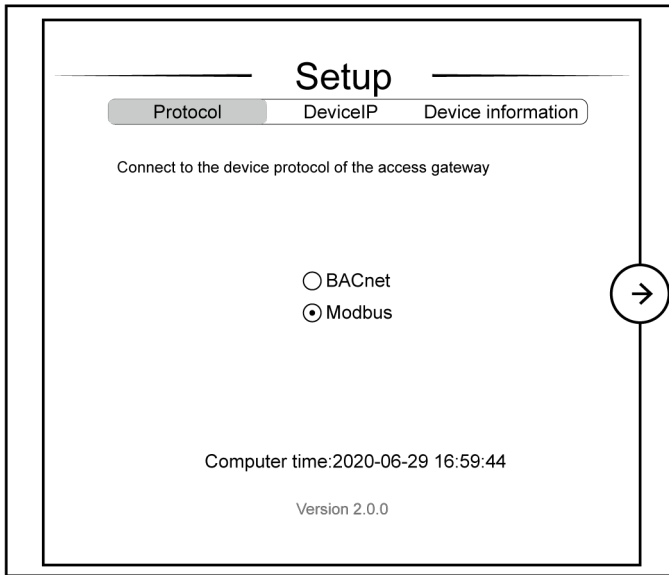 Setup
Protocol DeviceIP Device information
Connect to the device protocol of the access gateway
BACnet
Modbus
Computer time:2020-06-29 16:59:44
Version 2.0.0